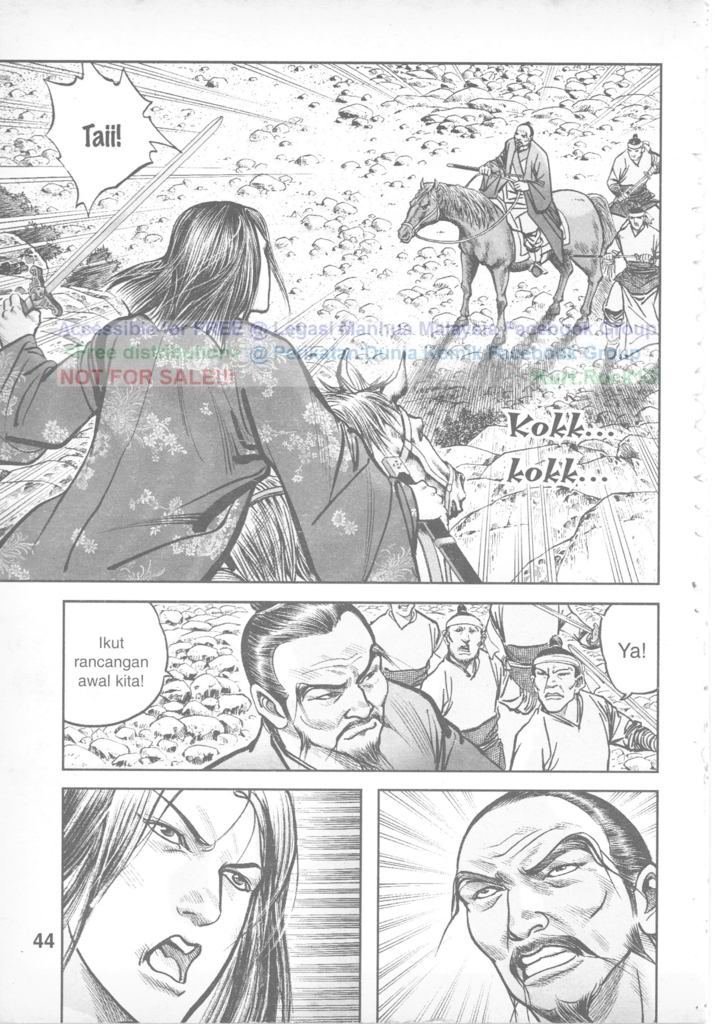 Taii!
Accessible for FREE @ Legasi Manhua Malaysia Facebook Group
<Free distribution> @ Perikatan Dunia Komik Facebook Group
NOT FOR SALE!!!
Kokk...
kokk...
Ikut
rancangan
awal kita!
Ya!
44